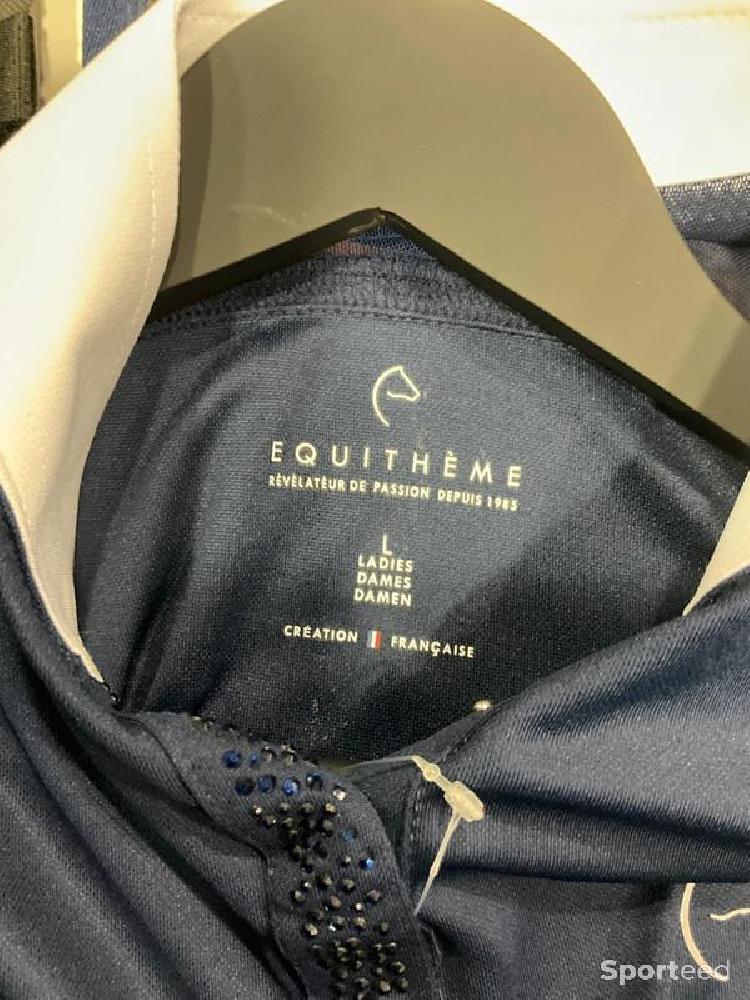 EQUITHÈME
RÉVÉLATEUR DE PASSION DEPUIS 1985
L
LADIES
DAMES
DAMEN
CRÉATION FRANÇAISE
Sporteed